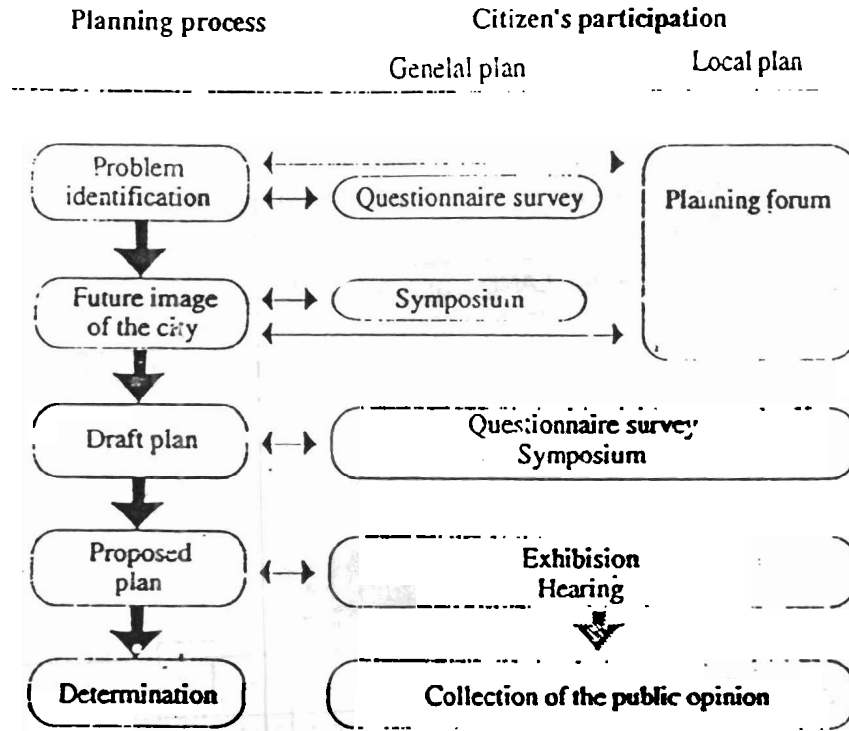 Planning process
Citizen's participation
Genelal plan
Local plan
Problem
identification
Questionnaire survey
Planning forum
Future image
of the city
Symposium
Draft plan
Questionnaire survey
Symposium
Proposed
plan
Exhibision
Hearing
Determination
Collection of the public opinion